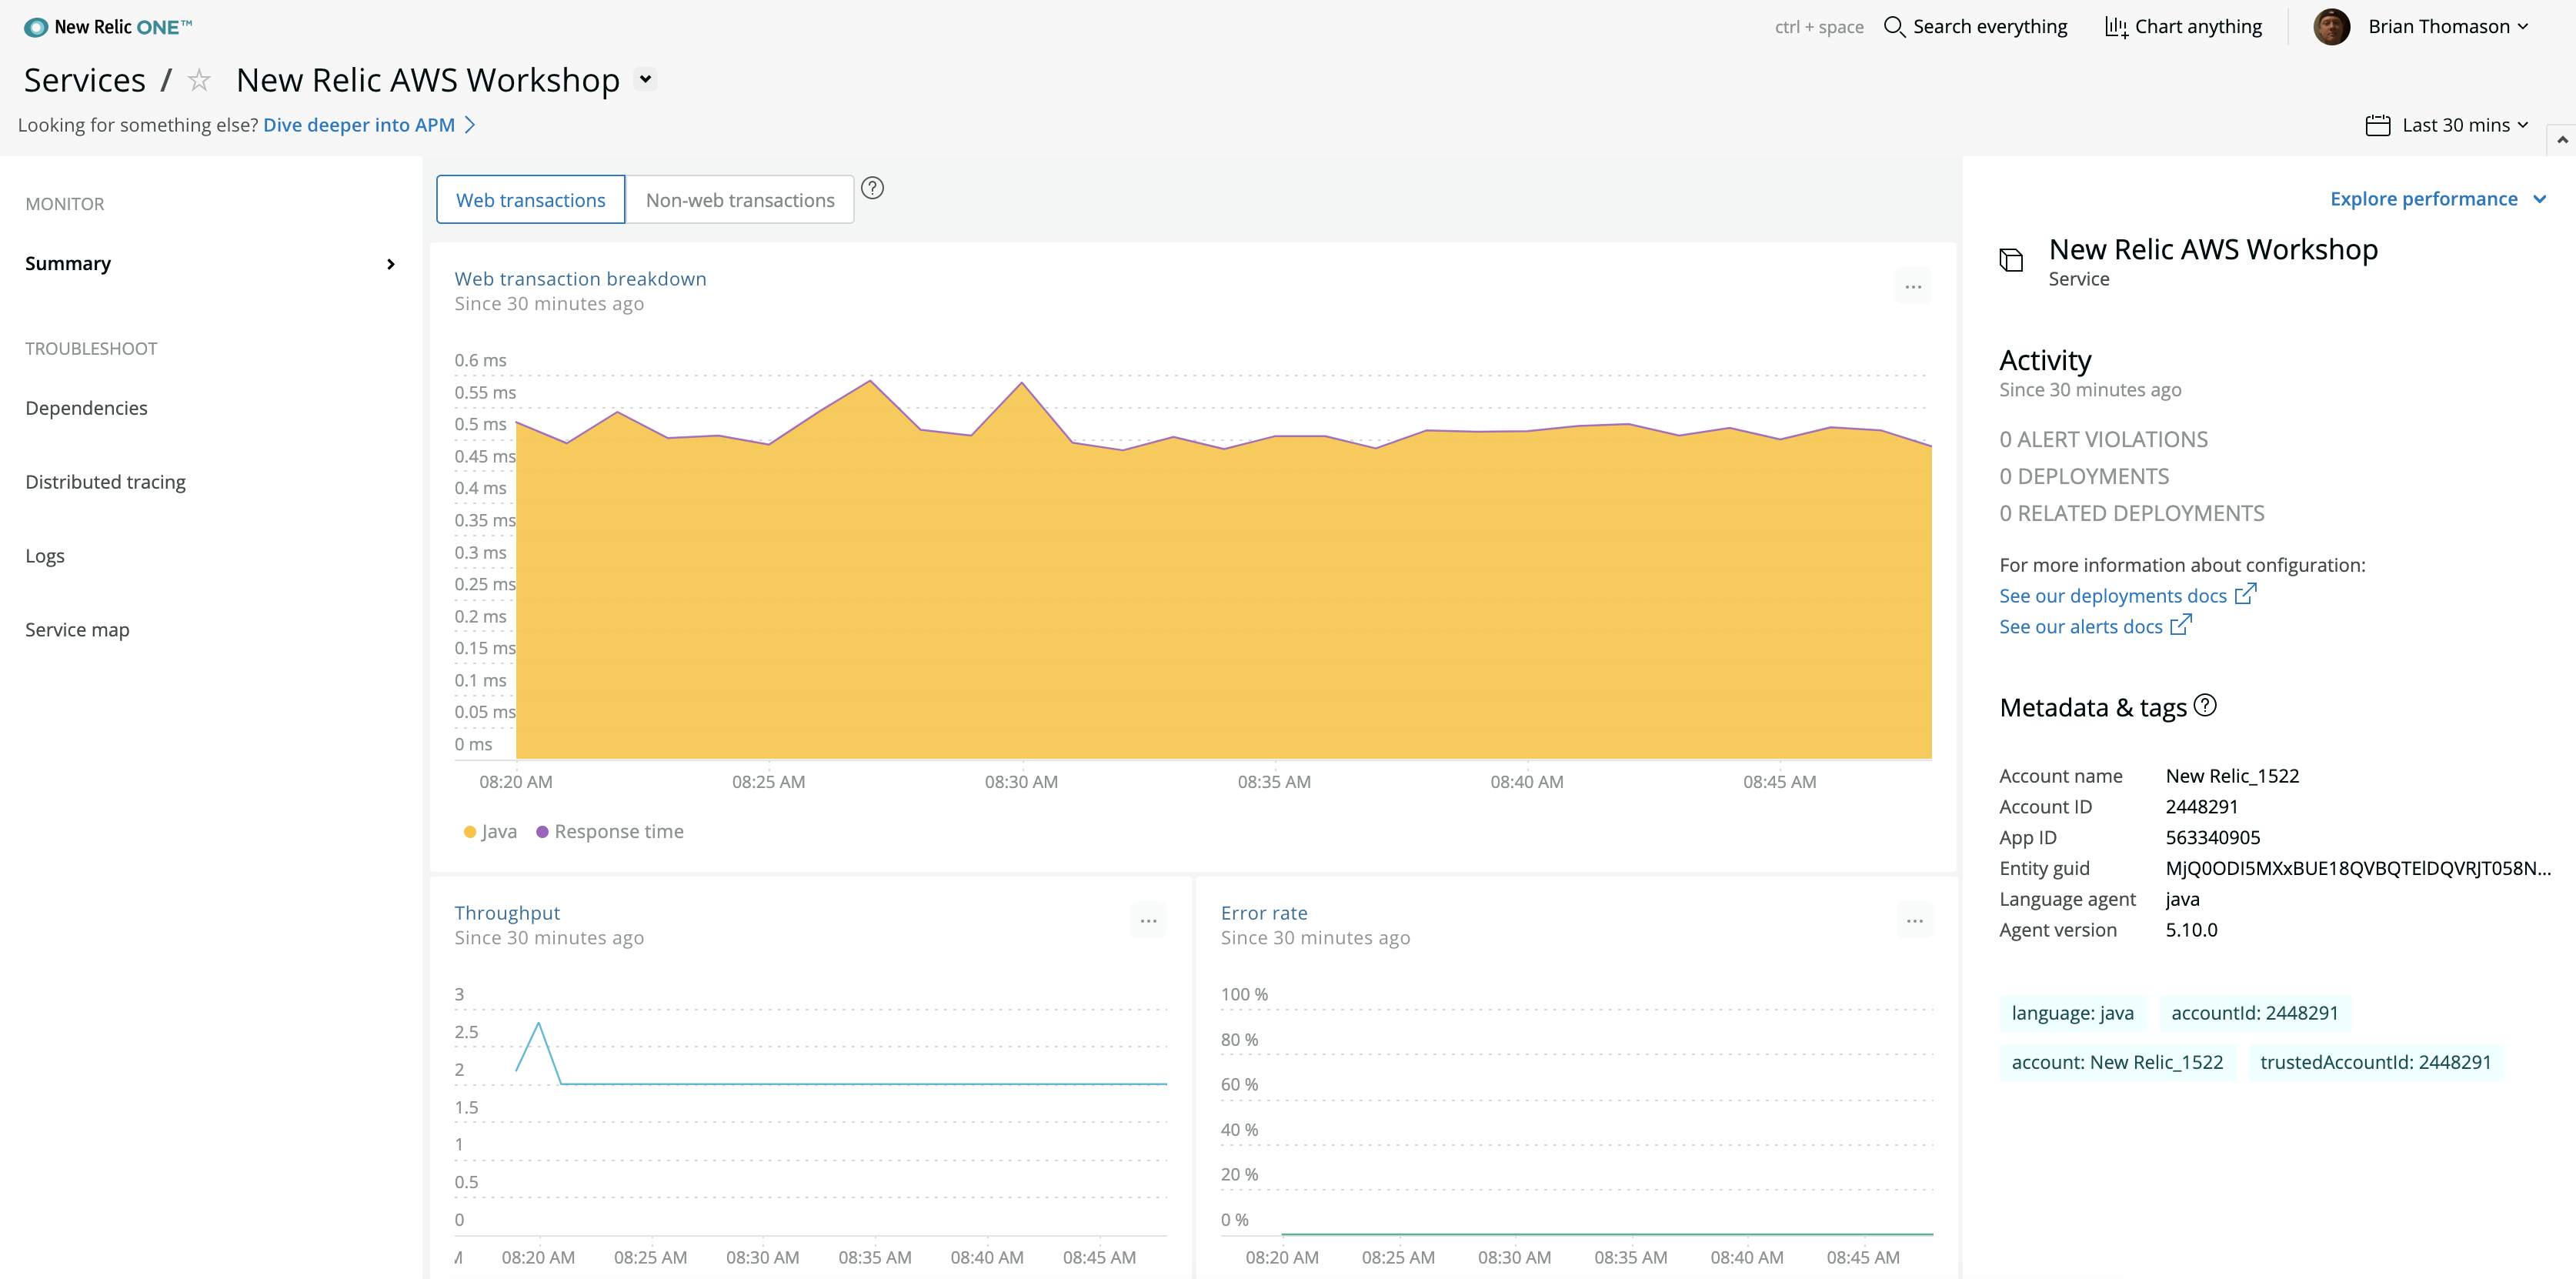 New Relic ONE™
ctrl + space Search everything Chart anything Brian Thomason
Services / New Relic AWS Workshop
Looking for something else? Dive deeper into APM
Last 30 mins
MONITOR
Summary
TROUBLESHOOT
Dependencies
Distributed tracing
Logs
Service map
Web transactions Non-web transactions ?
Web transaction breakdown
Since 30 minutes ago
...
0.6 ms
0.55 ms
0.5 ms
0.45 ms
0.4 ms
0.35 ms
0.3 ms
0.25 ms
0.2 ms
0.15 ms
0.1 ms
0.05 ms
0 ms
08:20 AM 08:25 AM 08:30 AM 08:35 AM 08:40 AM 08:45 AM
Java Response time
Throughput
Since 30 minutes ago
...
3
2.5
2
1.5
1
0.5
0
M 08:20 AM 08:25 AM 08:30 AM 08:35 AM 08:40 AM 08:45 AM
Error rate
Since 30 minutes ago
...
100 %
80 %
60 %
40 %
20 %
0 %
08:20 AM 08:25 AM 08:30 AM 08:35 AM 08:40 AM 08:45 AM
Explore performance
New Relic AWS Workshop
Service
Activity
Since 30 minutes ago
0 ALERT VIOLATIONS
0 DEPLOYMENTS
0 RELATED DEPLOYMENTS
For more information about configuration:
See our deployments docs
See our alerts docs
Metadata & tags ?
Account name New Relic_1522
Account ID 2448291
App ID 563340905
Entity guid MjQ0ODI5MXxBUE18QVBQTElDQVRJT058N...
Language agent java
Agent version 5.10.0
language: java accountId: 2448291
account: New Relic_1522 trustedAccountId: 2448291